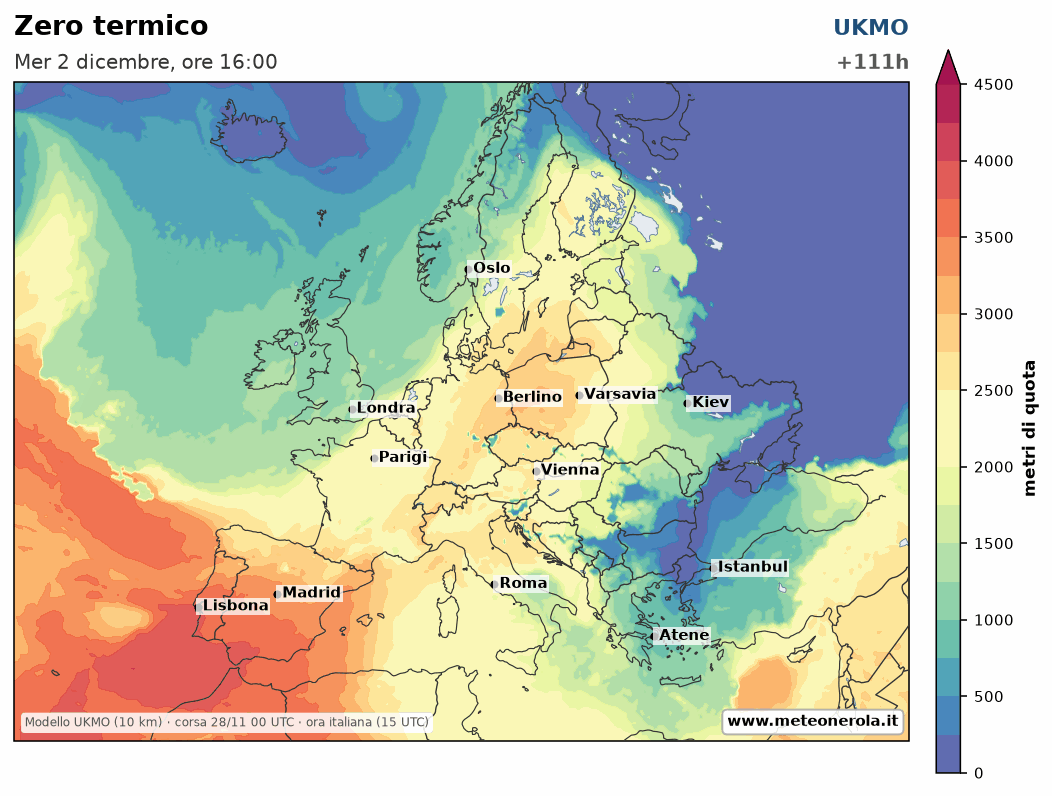 Zero termico
UKMO
Mer 2 dicembre, ore 16:00
+111h
4500
4000
3500
3000
2500
2000
1500
1000
500
0
metri di quota
Oslo
Berlino
Varsavia
Kiev
Londra
Parigi
Vienna
Istanbul
Roma
Madrid
Lisbona
Atene
Modello UKMO (10 km) · corsa 28/11 00 UTC · ora italiana (15 UTC)
www.meteonerola.it